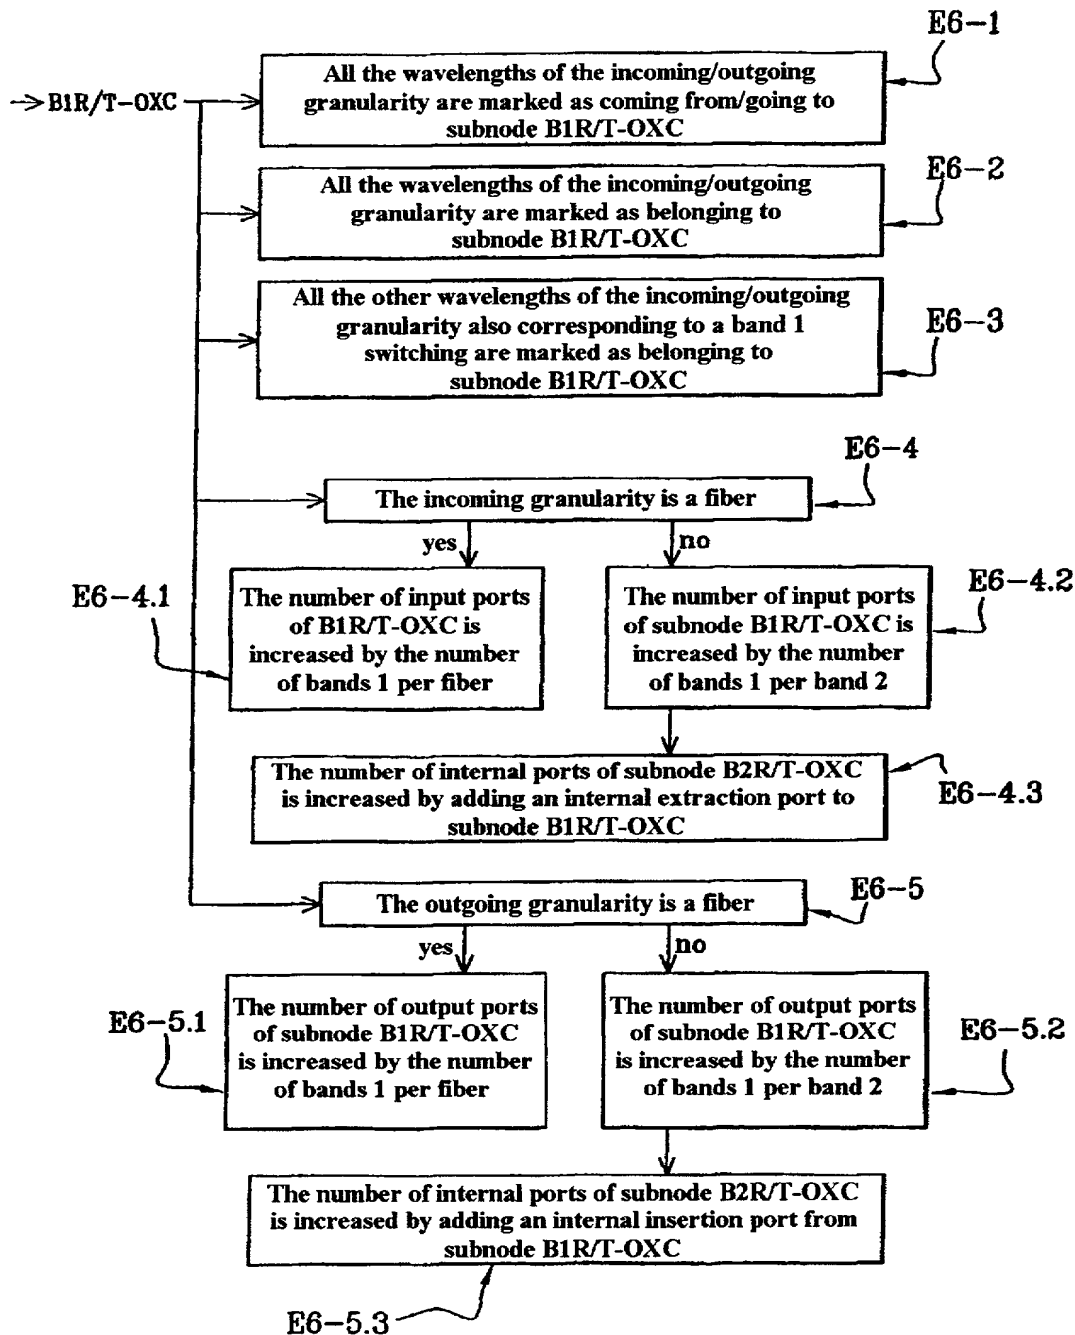 E6-1
All the wavelengths of the incoming/outgoing
granularity are marked as coming from/going to
subnode B1R/T-OXC
B1R/T-OXC
E6-2
All the wavelengths of the incoming/outgoing
granularity are marked as belonging to
subnode B1R/T-OXC
All the other wavelengths of the incoming/outgoing
granularity also corresponding to a band 1
switching are marked as belonging to
subnode B1R/T-OXC
E6-3
E6-4
The incoming granularity is a fiber
yes
no
E6-4.1
The number of input ports
of B1R/T-OXC is
increased by the number
of bands 1 per fiber
The number of input ports
of subnode B1R/T-OXC is
increased by the number
of bands 1 per band 2
E6-4.2
The number of internal ports of subnode B2R/T-OXC
is increased by adding an internal extraction port to
subnode B1R/T-OXC
E6-4.3
The outgoing granularity is a fiber
E6-5
yes
no
E6-5.1
The number of output ports
of subnode B1R/T-OXC
is increased by the number
of bands 1 per fiber
The number of output ports
of subnode B1R/T-OXC
is increased by the number
of bands 1 per band 2
E6-5.2
The number of internal ports of subnode B2R/T-OXC
is increased by adding an internal insertion port from
subnode B1R/T-OXC
E6-5.3